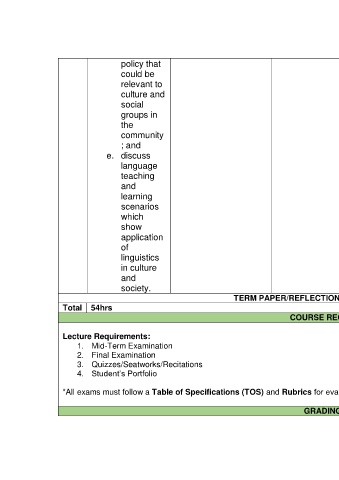 policy that
could be
relevant to
culture and
social
groups in
the
community
; and
e. discuss
language
teaching
and
learning
scenarios
which
show
application
of
linguistics
in culture
and
society.
TERM PAPER/REFLECTION
Total 54hrs
COURSE REQ
Lecture Requirements:
1. Mid-Term Examination
2. Final Examination
3. Quizzes/Seatworks/Recitations
4. Student's Portfolio
*All exams must follow a Table of Specifications (TOS) and Rubrics for eva
GRADING